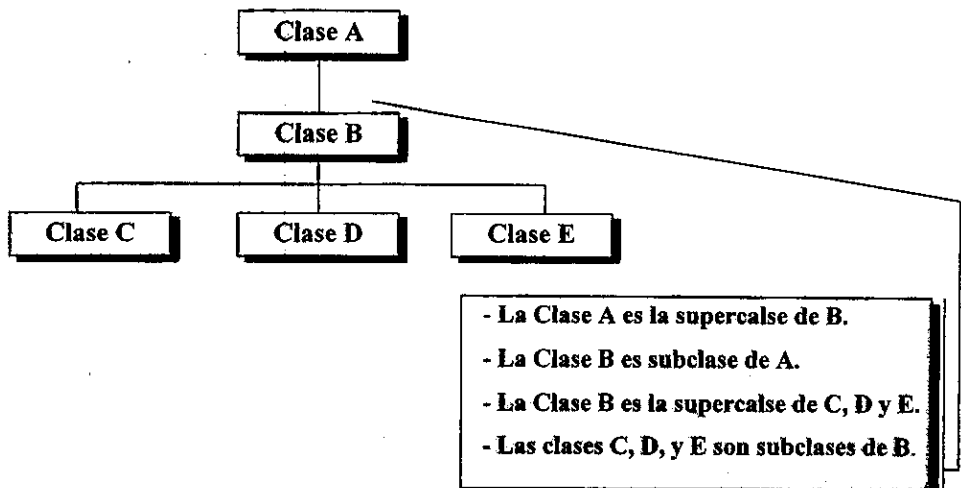 Clase A
Clase B
Clase C
Clase D
Clase E
- La Clase A es la supercalse de B.
- La Clase B es subclase de A.
- La Clase B es la supercalse de C, D y E.
- Las clases C, D, y E son subclases de B.